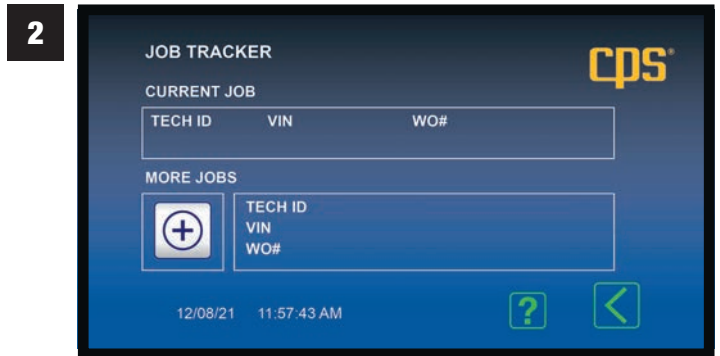 2
JOB TRACKER
cps®
CURRENT JOB
TECH ID VIN WO#
MORE JOBS
TECH ID
VIN
WO#
12/08/21 11:57:43 AM
?